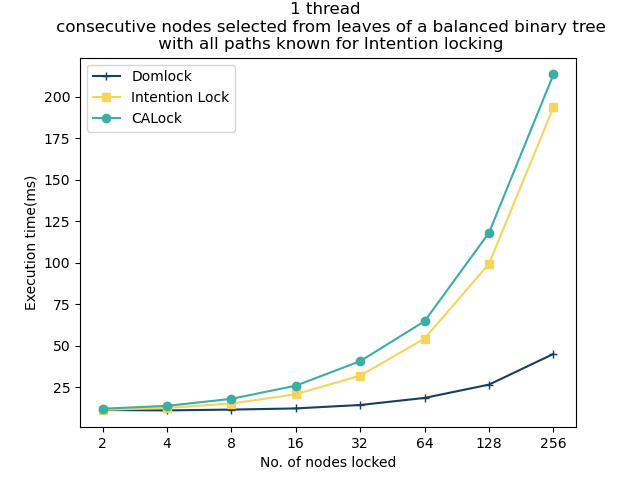 1 thread
consecutive nodes selected from leaves of a balanced binary tree
with all paths known for Intention locking
Domlock
Intention Lock
CALock
Execution time(ms)
200
175
150
125
100
75
50
25
2 4 8 16 32 64 128 256
No. of nodes locked